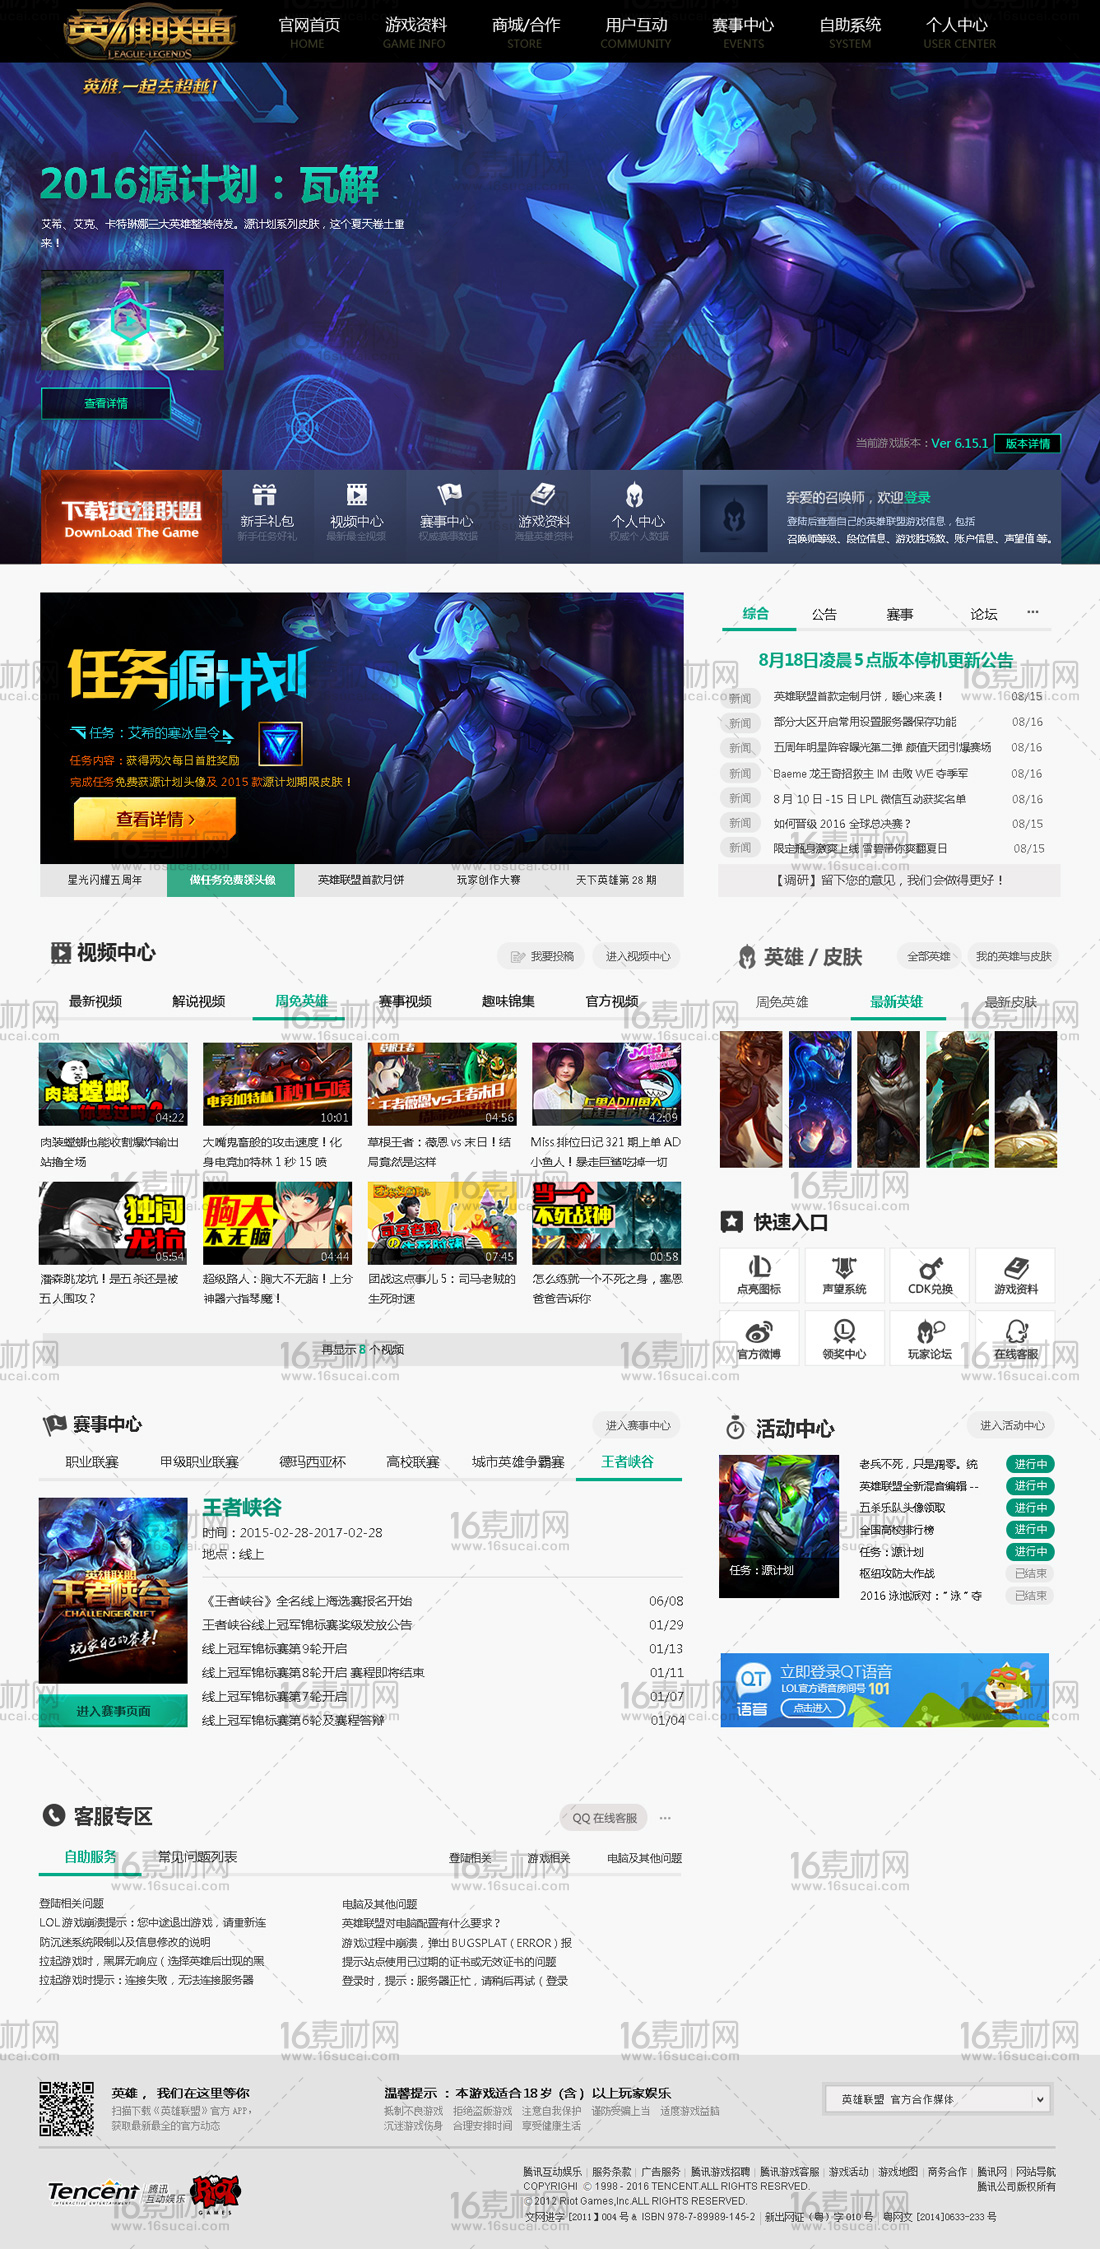 英雄联盟
LEAGUE of LEGENDS
英雄,一起去超越!
官网首页 游戏资料 商城/合作 用户互动 赛事中心 自助系统 个人中心
HOME GAME INFO STORE COMMUNITY EVENTS SYSTEM USER CENTER
2016源计划：瓦解
艾希、艾克、卡特琳娜三大英雄整装待发。源计划系列皮肤，这个夏天卷土重
来！
查看详情
当前游戏版本：Ver 6.15.1 版本详情
下载英雄联盟
DownLoad The Game
新手礼包 视频中心 赛事中心 游戏资料 个人中心
新手任务好礼 最新最全视频 权威赛事数据 海量英雄资料 权威个人数据
亲爱的召唤师，欢迎登录
登陆后查看自己的英雄联盟游戏信息，包括
召唤师等级、段位信息、游戏胜场数、账户信息、声望值 等。
任务源计划
任务：艾希的寒冰皇令
任务内容：获得两次每日首胜奖励
完成任务免费获源计划头像及 2015 款源计划期限皮肤！
查看详情 ›
星光闪耀五周年 做任务免费领头像 英雄联盟首款月饼 玩家创作大赛 天下英雄第 28 期
综合 公告 赛事 论坛 ···
8月18日凌晨5点版本停机更新公告
新闻 英雄联盟首款定制月饼，暖心来袭！ 08/15
新闻 部分大区开启常用设置服务器保存功能 08/16
新闻 五周年明星阵容曝光第二弹 颜值天团引爆赛场 08/16
新闻 Baeme 龙王奇招救主 IM 击败 WE 夺季军 08/16
新闻 8 月 10 日 -15 日 LPL 微信互动获奖名单 08/16
新闻 如何晋级 2016 全球总决赛？ 08/15
新闻 限定瓶身激爽上线 雪碧带你爽翻夏日 08/15
【调研】留下您的意见，我们会做得更好！
视频中心 我要投稿 进入视频中心
最新视频 解说视频 周免英雄 赛事视频 趣味锦集 官方视频
肉装螳螂 04:22
电竞加特林1秒15喷 10:01
王者薇恩VS王者末日 04:56
42:09
肉装螳螂也能收割爆炸输出
站撸全场
大嘴鬼畜般的攻击速度！化
身电竞加特林 1 秒 15 喷
草根王者：薇恩 vs 末日！结
局竟然是这样
Miss 排位日记 321 期上单 AD
小鱼人！暴走巨鲨吃掉一切
独闯龙坑 05:54
胸大不无脑 04:44
司马老贼の生死时速 07:45
当一个不死战神 00:58
潘森跳龙坑！是五杀还是被
五人围攻？
超级路人：胸大不无脑！上分
神器六指琴魔！
团战这点事儿 5：司马老贼的
生死时速
怎么练就一个不死之身，塞恩
爸爸告诉你
再显示 8 个视频
英雄 / 皮肤 全部英雄 我的英雄与皮肤
周免英雄 最新英雄 最新皮肤
快速入口
点亮图标 声望系统 CDK兑换 游戏资料
官方微博 领奖中心 玩家论坛 在线客服
赛事中心 进入赛事中心
职业联赛 甲级职业联赛 德玛西亚杯 高校联赛 城市英雄争霸赛 王者峡谷
英雄联盟
王者峡谷
CHALLENGER RIFT
玩家自己的赛事!
进入赛事页面
王者峡谷
时间：2015-02-28-2017-02-28
地点：线上
《王者峡谷》全名线上海选赛报名开始 06/08
王者峡谷线上冠军锦标赛奖级发放公告 01/29
线上冠军锦标赛第9轮开启 01/13
线上冠军锦标赛第8轮开启 赛程即将结束 01/11
线上冠军锦标赛第7轮开启 01/07
线上冠军锦标赛第6轮及赛程答辩 01/04
活动中心 进入活动中心
任务：源计划
老兵不死，只是凋零。统 进行中
英雄联盟全新混音编辑 -- 进行中
五杀乐队头像领取 进行中
全国高校排行榜 进行中
任务：源计划 进行中
枢纽攻防大作战 已结束
2016 泳池派对：“ 泳 ” 夺 已结束
QT语音
立即登录QT语音
LOL官方语音房间号 101
点击进入
客服专区 QQ 在线客服 ···
自助服务 常见问题列表 登陆相关 游戏相关 电脑及其他问题
登陆相关问题
LOL 游戏崩溃提示：您中途退出游戏，请重新连
防沉迷系统限制以及信息修改的说明
拉起游戏时，黑屏无响应（选择英雄后出现的黑
拉起游戏时提示：连接失败，无法连接服务器
电脑及其他问题
英雄联盟对电脑配置有什么要求？
游戏过程中崩溃，弹出 BUGSPLAT（ERROR）报
提示站点使用已过期的证书或无效证书的问题
登录时，提示：服务器正忙，请稍后再试（登录
英雄， 我们在这里等你
扫描下载《英雄联盟》官方 APP，
获取最新最全的官方动态
温馨提示 ：本游戏适合18岁（含）以上玩家娱乐
抵制不良游戏 拒绝盗版游戏 注意自我保护 谨防受骗上当 适度游戏益脑
沉迷游戏伤身 合理安排时间 享受健康生活
英雄联盟 官方合作媒体
Tencent 腾讯
INTERACTIVE ENTERTAINMENT 互动娱乐
RIOT GAMES
腾讯互动娱乐 | 服务条款 | 广告服务 | 腾讯游戏招聘 | 腾讯游戏客服 | 游戏活动 | 游戏地图 | 商务合作 | 腾讯网 | 网站导航
COPYRIGHI © 1998 - 2016 TENCENT.ALL RIGHTS RESRVED. 腾讯公司版权所有
© 2012 Riot Games,Inc.ALL RIGHTS RESERVED.
文网进字 [2011] 004 号 & ISBN 978-7-89989-145-2 | 新出网证（粤）字 010 号 | 粤网文 [2014]0633-233 号
16素材网
www.16sucai.com